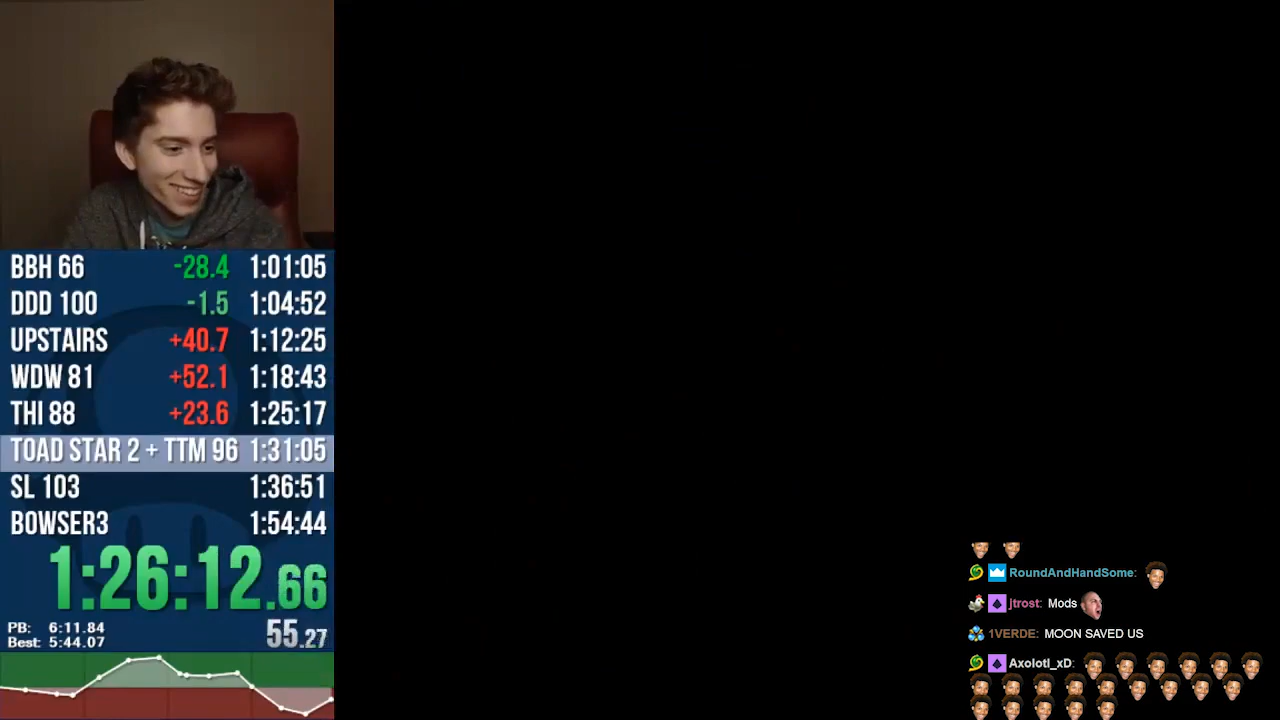 BBH 66 -28.4 1:01:05
DDD 100 -1.5 1:04:52
UPSTAIRS +40.7 1:12:25
WDW 81 +52.1 1:18:43
THI 88 +23.6 1:25:17
TOAD STAR 2 + TTM 96 1:31:05
SL 103 1:36:51
BOWSER3 1:54:44
1:26:12.66
PB: 6:11.84 55.27
Best: 5:44.07
RoundAndHandSome:
jtrost: Mods
1VERDE: MOON SAVED US
Axolotl_xD: